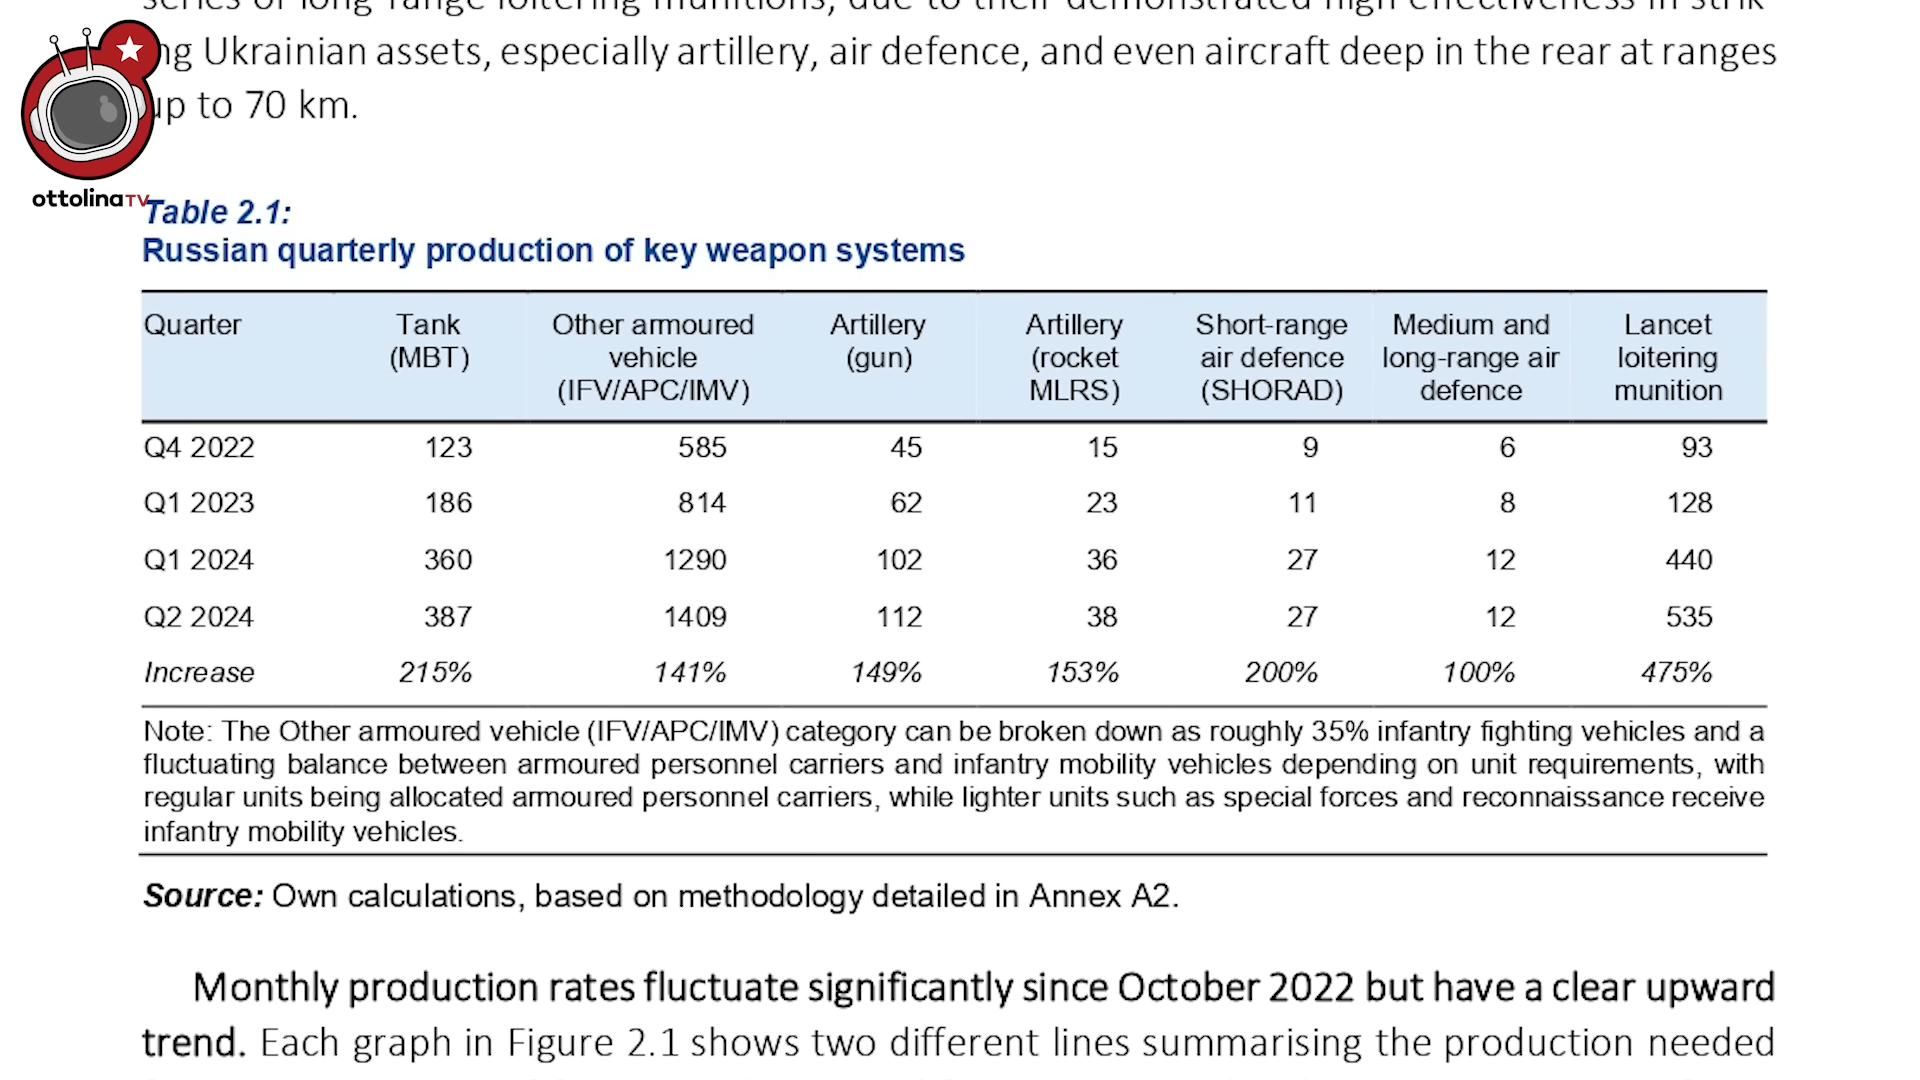 ng Ukrainian assets, especially artillery, air defence, and even aircraft deep in the rear at ranges
up to 70 km.
ottolinaTV
Table 2.1:
Russian quarterly production of key weapon systems
Quarter Tank (MBT) Other armoured vehicle (IFV/APC/IMV) Artillery (gun) Artillery (rocket MLRS) Short-range air defence (SHORAD) Medium and long-range air defence Lancet loitering munition
Q4 2022 123 585 45 15 9 6 93
Q1 2023 186 814 62 23 11 8 128
Q1 2024 360 1290 102 36 27 12 440
Q2 2024 387 1409 112 38 27 12 535
Increase 215% 141% 149% 153% 200% 100% 475%
Note: The Other armoured vehicle (IFV/APC/IMV) category can be broken down as roughly 35% infantry fighting vehicles and a
fluctuating balance between armoured personnel carriers and infantry mobility vehicles depending on unit requirements, with
regular units being allocated armoured personnel carriers, while lighter units such as special forces and reconnaissance receive
infantry mobility vehicles.
Source: Own calculations, based on methodology detailed in Annex A2.
Monthly production rates fluctuate significantly since October 2022 but have a clear upward
trend. Each graph in Figure 2.1 shows two different lines summarising the production needed